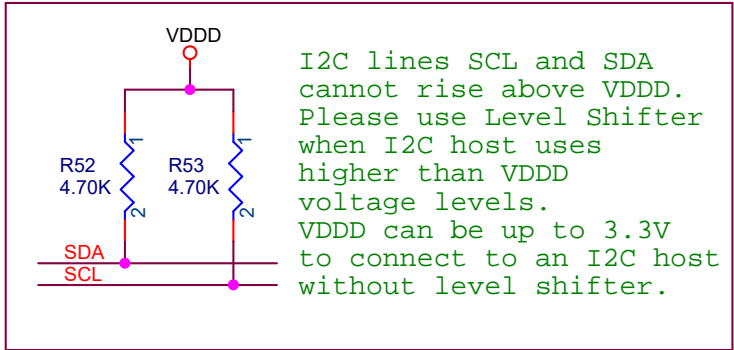 VDDD
I2C lines SCL and SDA
cannot rise above VDDD.
Please use Level Shifter
when I2C host uses
higher than VDDD
voltage levels.
VDDD can be up to 3.3V
to connect to an I2C host
without level shifter.
1
1
R52
4.70K
R53
4.70K
2
2
SDA
SCL